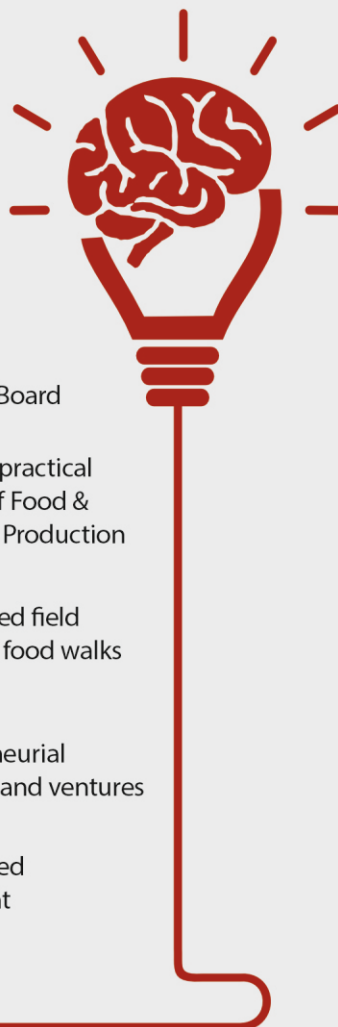 Board
practical
f Food &
Production
ed field
food walks
neurial
and ventures
ed
nt